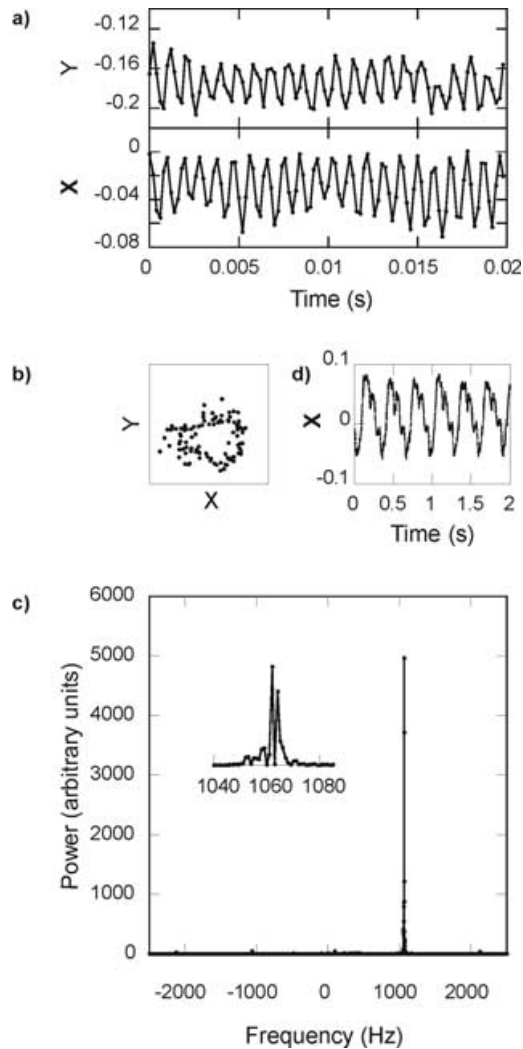 a)
-0.12
-0.16
-0.2
Y
0
-0.04
-0.08
X
0 0.005 0.01 0.015 0.02
Time (s)
b)
Y
X
d)
0.1
0
-0.1
X
0 0.5 1 1.5 2
Time (s)
c)
6000
5000
4000
3000
2000
1000
0
Power (arbitrary units)
1040 1060 1080
-2000 -1000 0 1000 2000
Frequency (Hz)